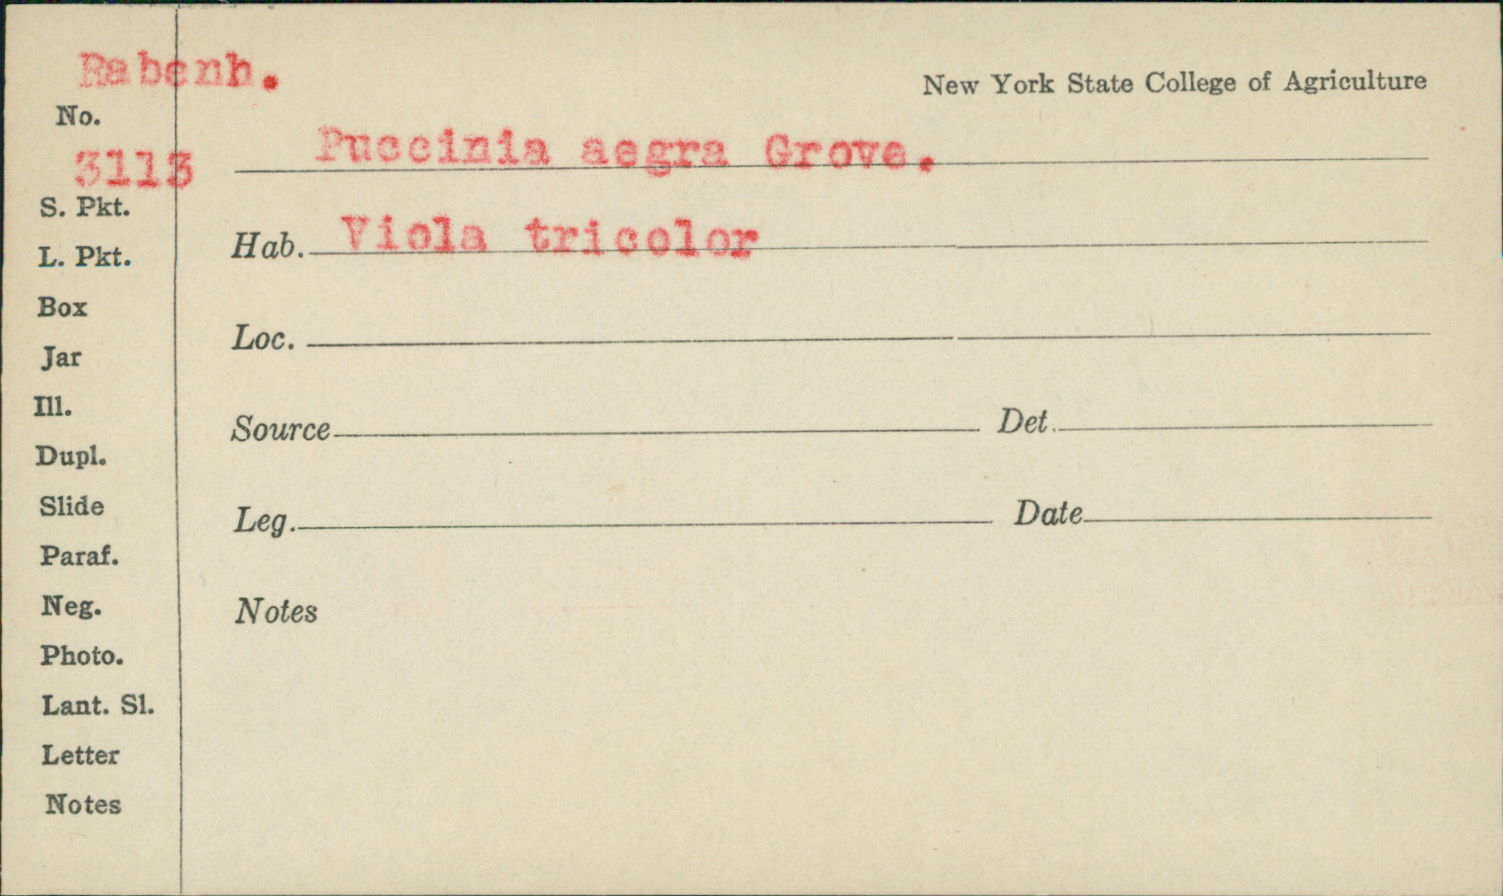 Rabenh.
New York State College of Agriculture
No.
3113
Puccinia aegra Grove.
S. Pkt.
Hab. Viola tricolor
L. Pkt.
Box
Loc.
Jar
Ill.
Source Det.
Dupl.
Slide
Leg. Date
Paraf.
Neg.
Notes
Photo.
Lant. Sl.
Letter
Notes